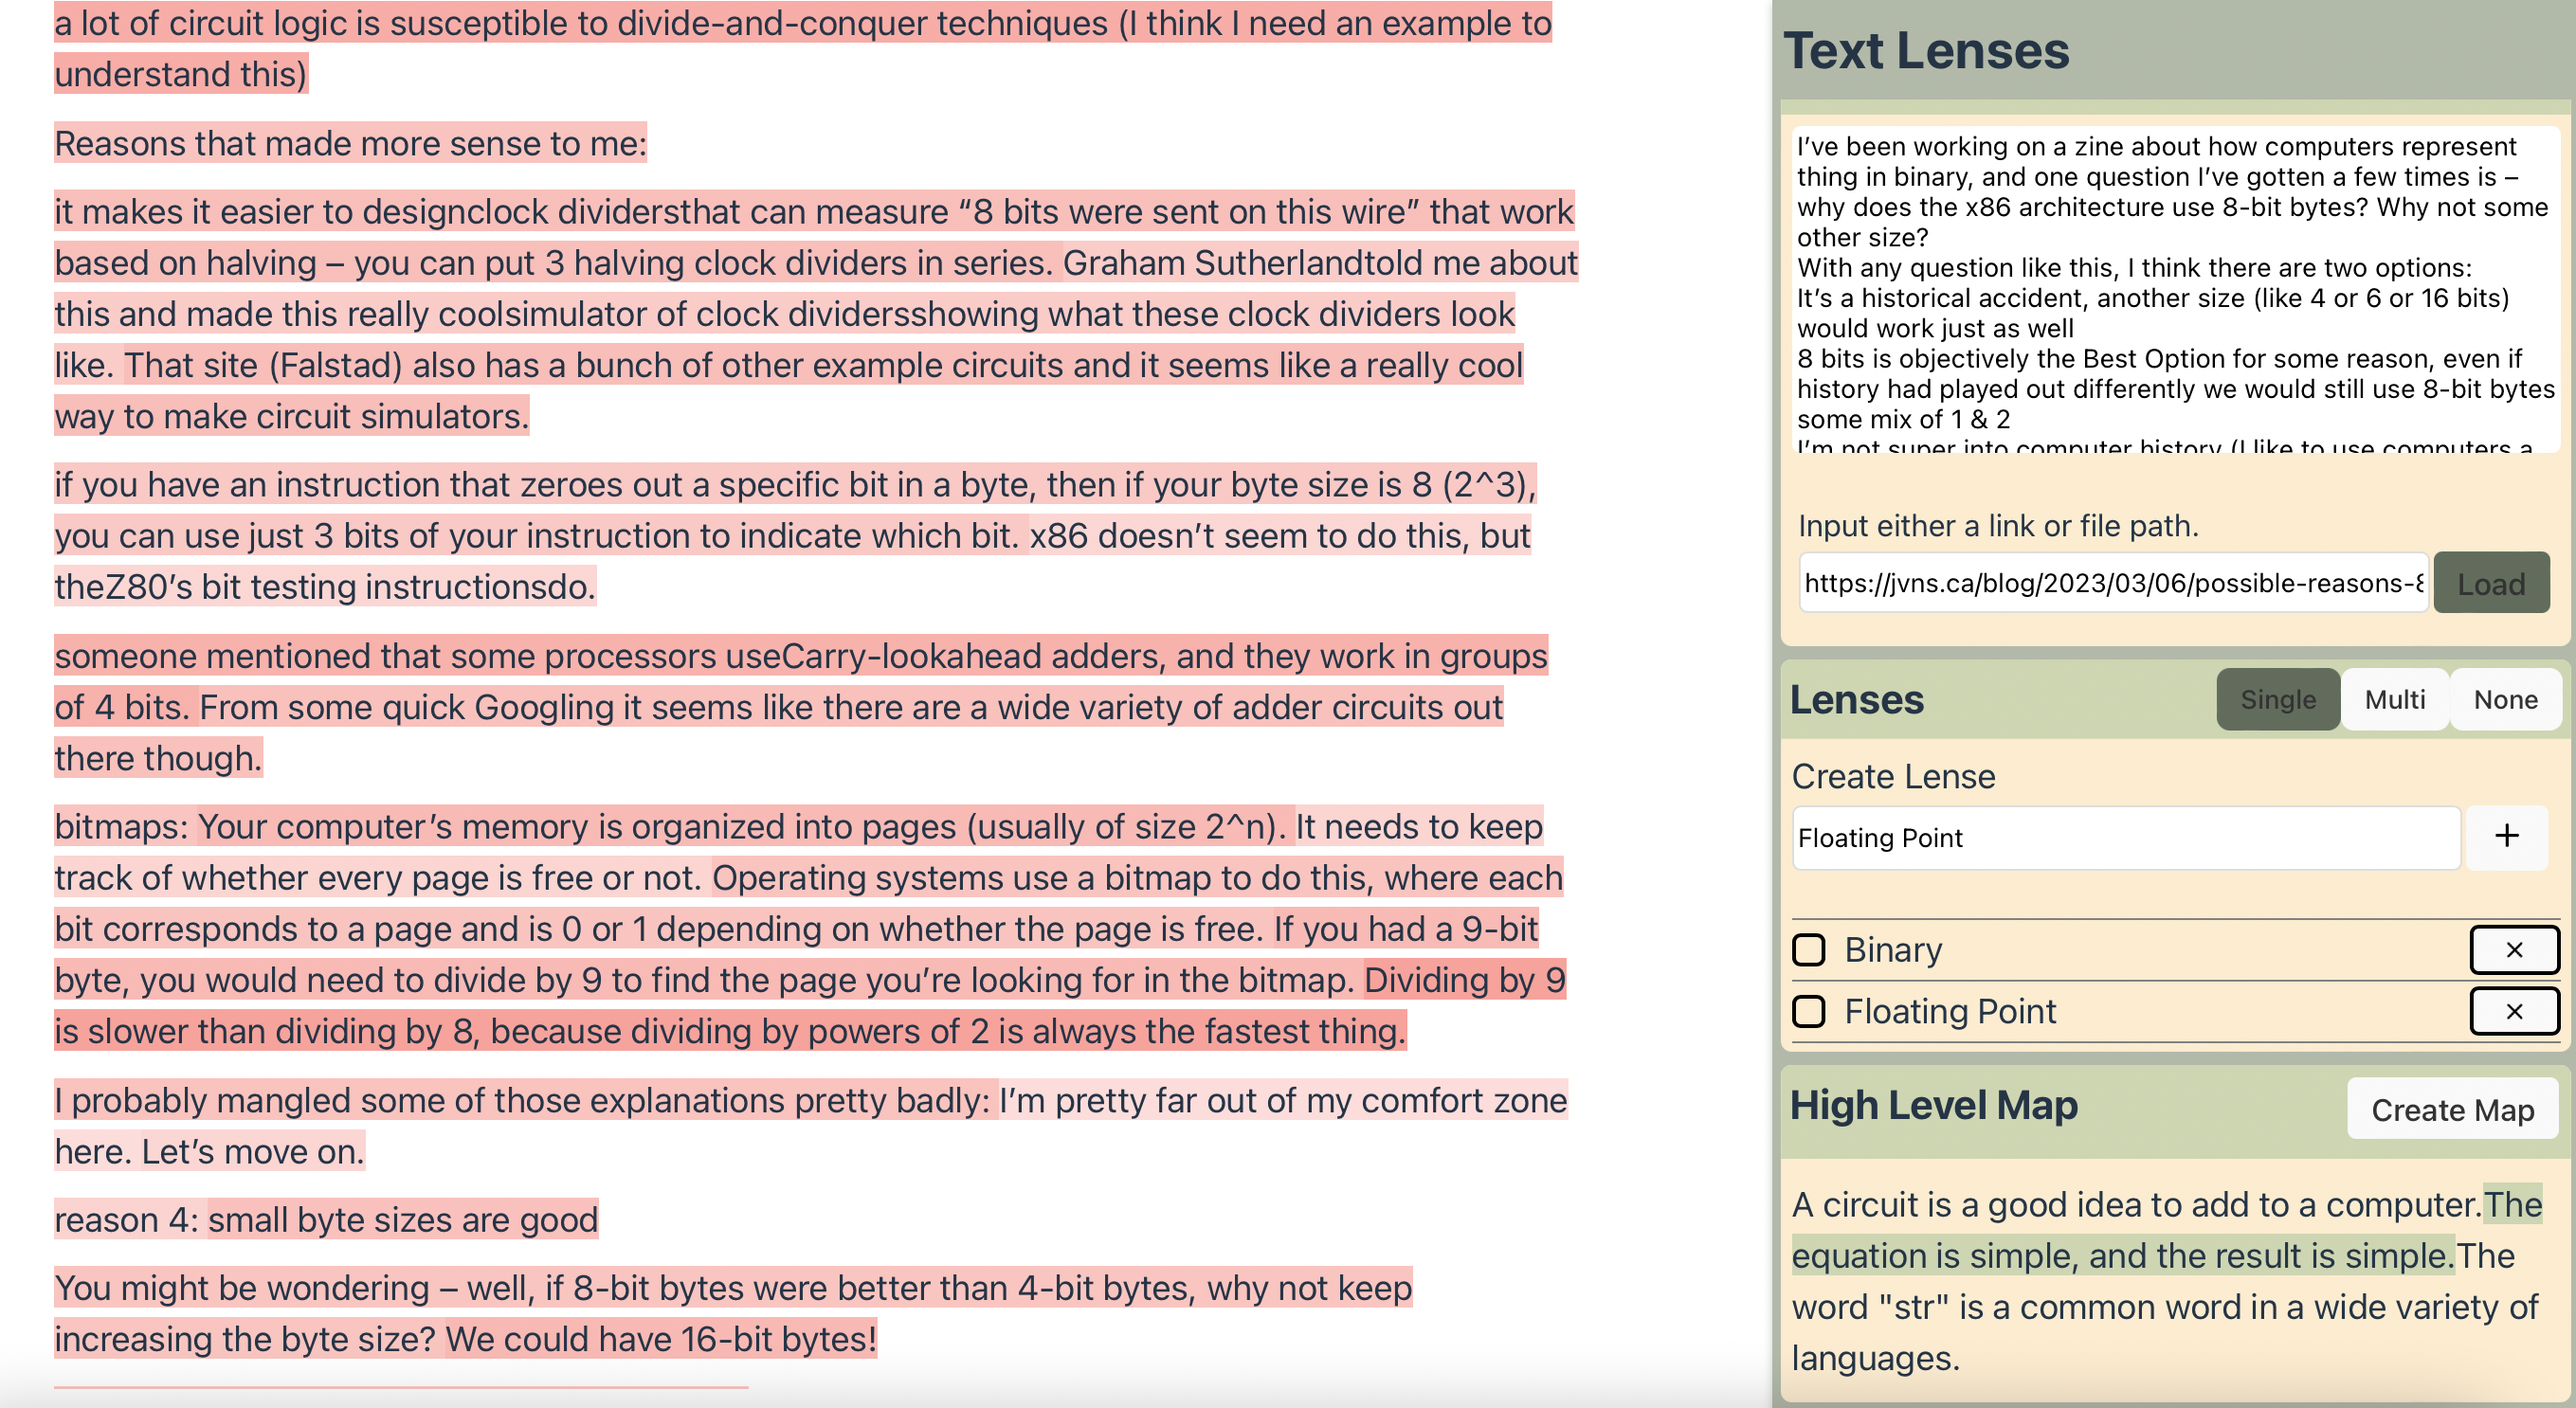 a lot of circuit logic is susceptible to divide-and-conquer techniques (I think I need an example to
understand this)
Reasons that made more sense to me:
it makes it easier to designclock dividersthat can measure “8 bits were sent on this wire” that work
based on halving – you can put 3 halving clock dividers in series. Graham Sutherlandtold me about
this and made this really coolsimulator of clock dividersshowing what these clock dividers look
like. That site (Falstad) also has a bunch of other example circuits and it seems like a really cool
way to make circuit simulators.
if you have an instruction that zeroes out a specific bit in a byte, then if your byte size is 8 (2^3),
you can use just 3 bits of your instruction to indicate which bit. x86 doesn’t seem to do this, but
theZ80’s bit testing instructionsdo.
someone mentioned that some processors useCarry-lookahead adders, and they work in groups
of 4 bits. From some quick Googling it seems like there are a wide variety of adder circuits out
there though.
bitmaps: Your computer’s memory is organized into pages (usually of size 2^n). It needs to keep
track of whether every page is free or not. Operating systems use a bitmap to do this, where each
bit corresponds to a page and is 0 or 1 depending on whether the page is free. If you had a 9-bit
byte, you would need to divide by 9 to find the page you’re looking for in the bitmap. Dividing by 9
is slower than dividing by 8, because dividing by powers of 2 is always the fastest thing.
I probably mangled some of those explanations pretty badly: I’m pretty far out of my comfort zone
here. Let’s move on.
reason 4: small byte sizes are good
You might be wondering – well, if 8-bit bytes were better than 4-bit bytes, why not keep
increasing the byte size? We could have 16-bit bytes!
Text Lenses
I’ve been working on a zine about how computers represent
thing in binary, and one question I’ve gotten a few times is –
why does the x86 architecture use 8-bit bytes? Why not some
other size?
With any question like this, I think there are two options:
It’s a historical accident, another size (like 4 or 6 or 16 bits)
would work just as well
8 bits is objectively the Best Option for some reason, even if
history had played out differently we would still use 8-bit bytes
some mix of 1 & 2
I’m not super into computer history (I like to use computers a
Input either a link or file path.
https://jvns.ca/blog/2023/03/06/possible-reasons-8
Load
Lenses
Single Multi None
Create Lense
Floating Point
+
Binary ×
Floating Point ×
High Level Map
Create Map
A circuit is a good idea to add to a computer.The
equation is simple, and the result is simple.The
word "str" is a common word in a wide variety of
languages.